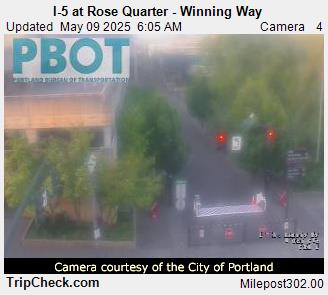 I-5 at Rose Quarter - Winning Way
Updated May 09 2025 6:05 AM Camera 4
PBOT
PORTLAND BUREAU OF TRANSPORTATION
Camera courtesy of the City of Portland
TripCheck.com Milepost302.00